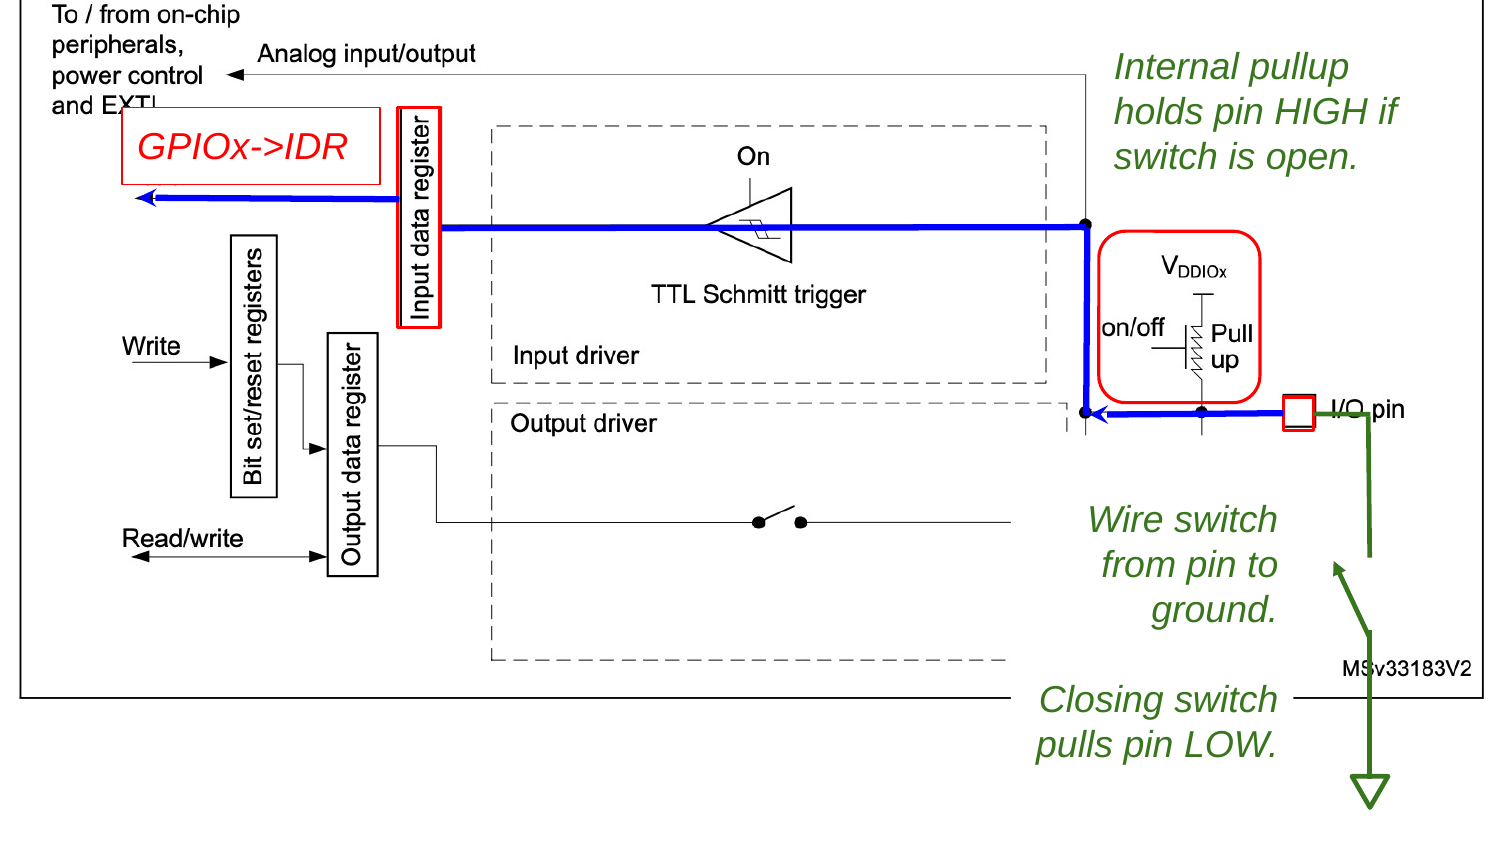 To / from on-chip
peripherals,
power control
and EXTI
Analog input/output
Internal pullup
holds pin HIGH if
switch is open.
GPIOx->IDR
Input data register
On
TTL Schmitt trigger
Input driver
VDDIOx
on/off
Pull
up
Write
Bit set/reset registers
Output data register
Output driver
I/O pin
Read/write
Wire switch
from pin to
ground.
MSv33183V2
Closing switch
pulls pin LOW.